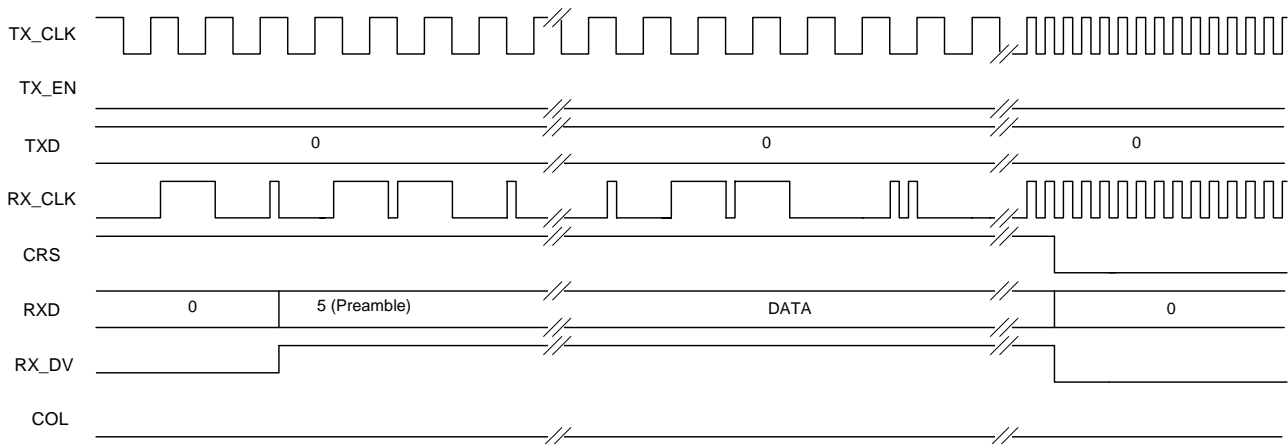 TX_CLK
TX_EN
TXD
0
0
0
RX_CLK
CRS
RXD
0
5 (Preamble)
DATA
0
RX_DV
COL